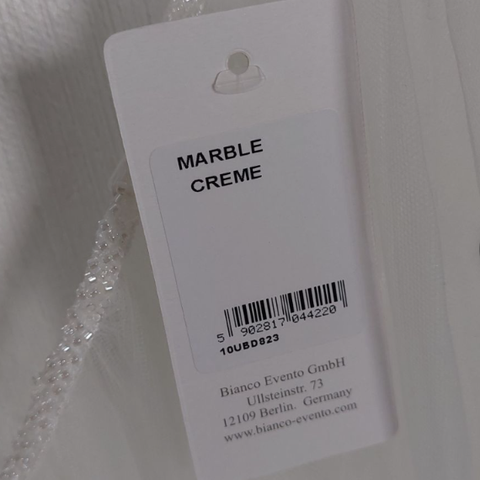 MARBLE
CREME
5 902817 044220
10UBD823
Bianco Evento GmbH
Ullsteinstr. 73
12109 Berlin. Germany
www.bianco-evento.com